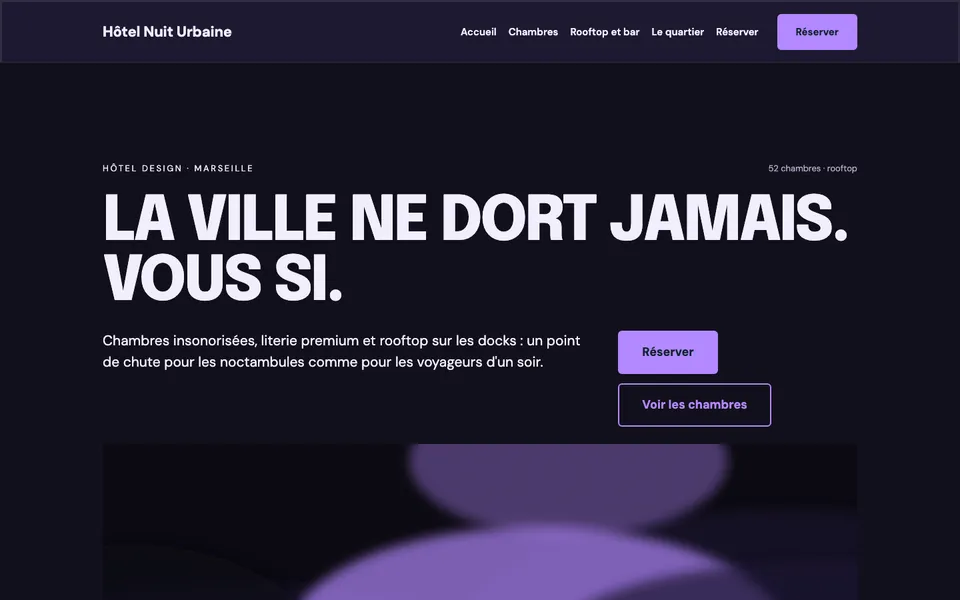 Hôtel Nuit Urbaine
Accueil Chambres Rooftop et bar Le quartier Réserver Réserver
HÔTEL DESIGN · MARSEILLE
52 chambres · rooftop
LA VILLE NE DORT JAMAIS.
VOUS SI.
Chambres insonorisées, literie premium et rooftop sur les docks : un point
de chute pour les noctambules comme pour les voyageurs d'un soir.
Réserver
Voir les chambres